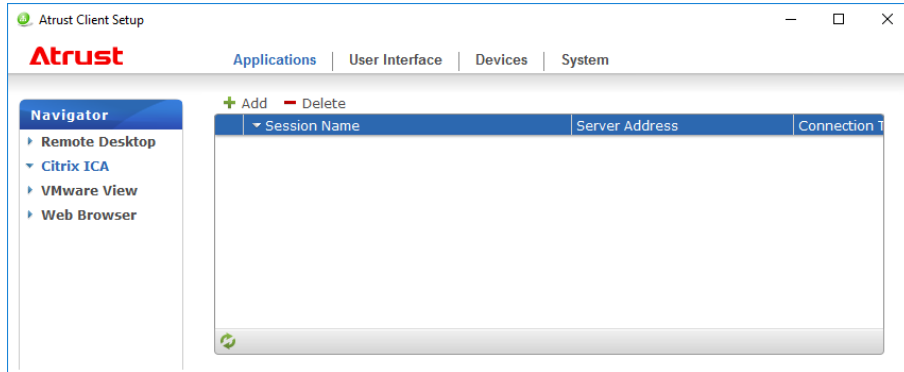 Atrust Client Setup
Atrust
Applications User Interface Devices System
Add Delete
Navigator
Session Name Server Address Connection T
Remote Desktop
Citrix ICA
VMware View
Web Browser